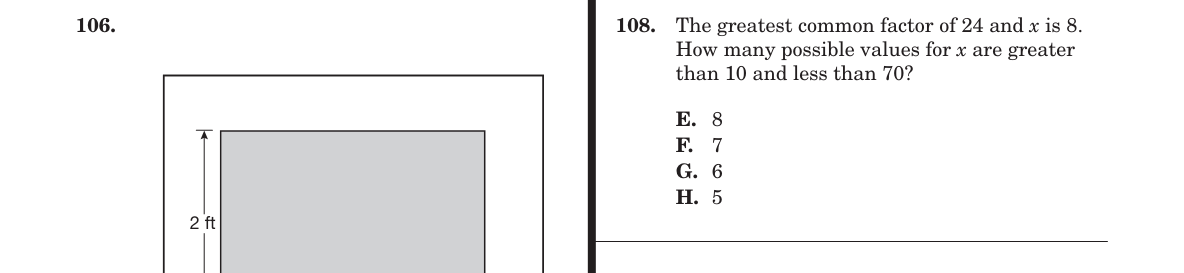 106.
2 ft
108. The greatest common factor of 24 and x is 8.
How many possible values for x are greater
than 10 and less than 70?
E. 8
F. 7
G. 6
H. 5